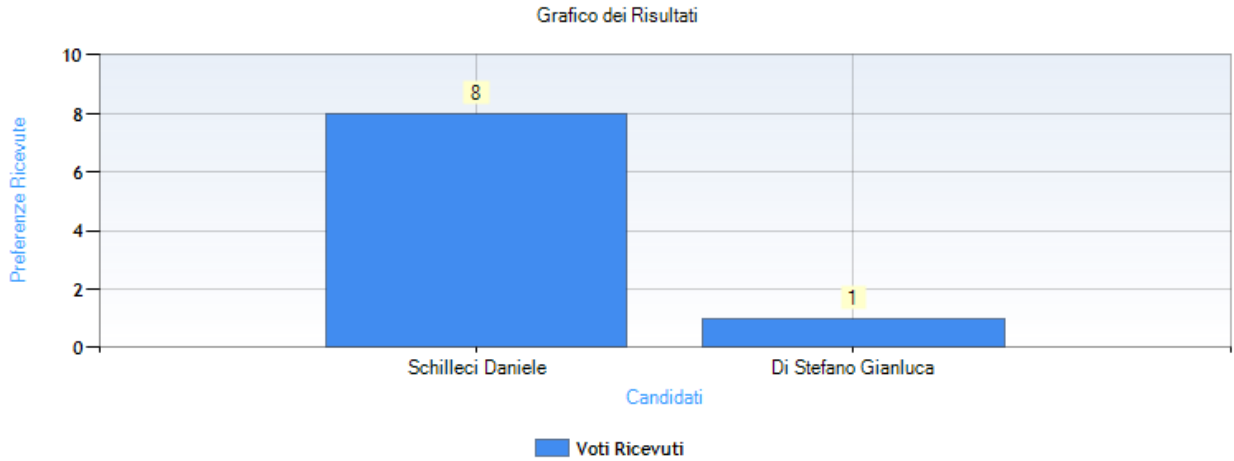 Grafico dei Risultati
10
8
8
6
4
2
1
0
Preferenze Ricevute
Schilleci Daniele
Di Stefano Gianluca
Candidati
Voti Ricevuti